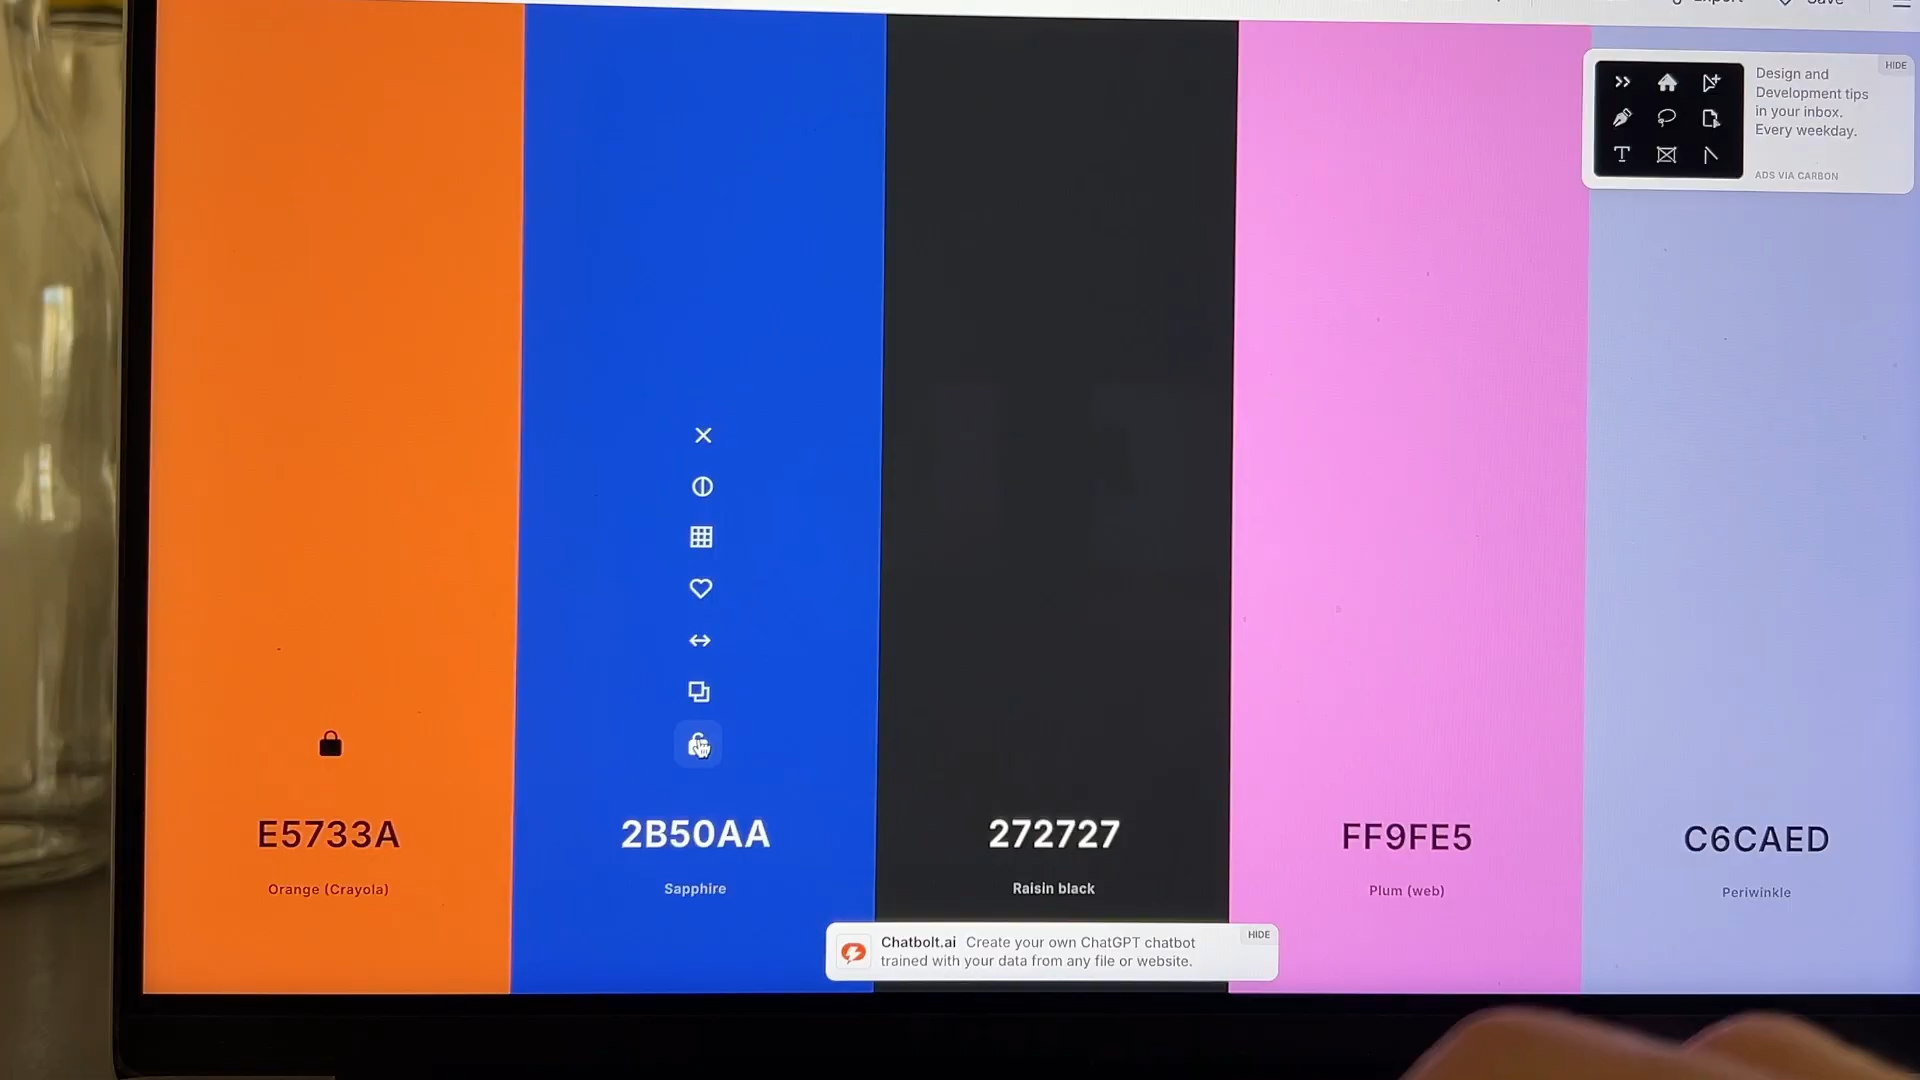 Export
Save
HIDE
Design and
Development tips
in your inbox.
Every weekday.
ADS VIA CARBON
E5733A
2B50AA
272727
FF9FE5
C6CAED
Orange (Crayola)
Sapphire
Raisin black
Plum (web)
Periwinkle
HIDE
Chatbolt.ai Create your own ChatGPT chatbot
trained with your data from any file or website.